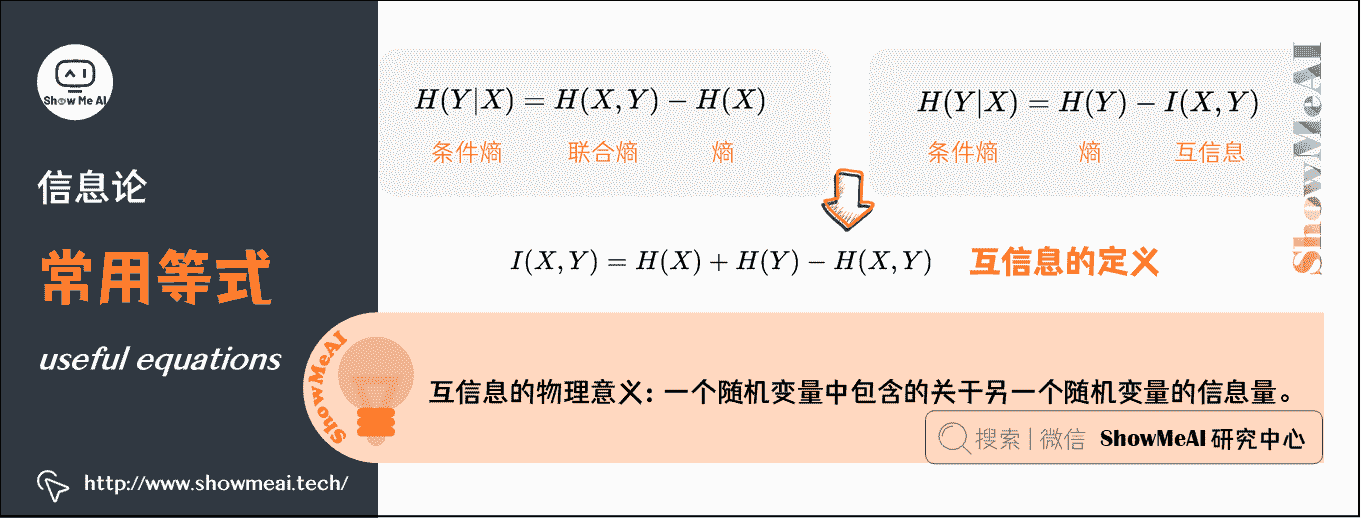 Show Me AI
信息论
常用等式
useful equations
http://www.showmeai.tech/
H(Y|X) = H(X,Y) − H(X)
条件熵 联合熵 熵
H(Y|X) = H(Y) − I(X,Y)
条件熵 熵 互信息
I(X,Y) = H(X) + H(Y) − H(X,Y) 互信息的定义
ShowMeAI
互信息的物理意义: 一个随机变量中包含的关于另一个随机变量的信息量。
搜索 | 微信 ShowMeAI 研究中心
ShowMeAI